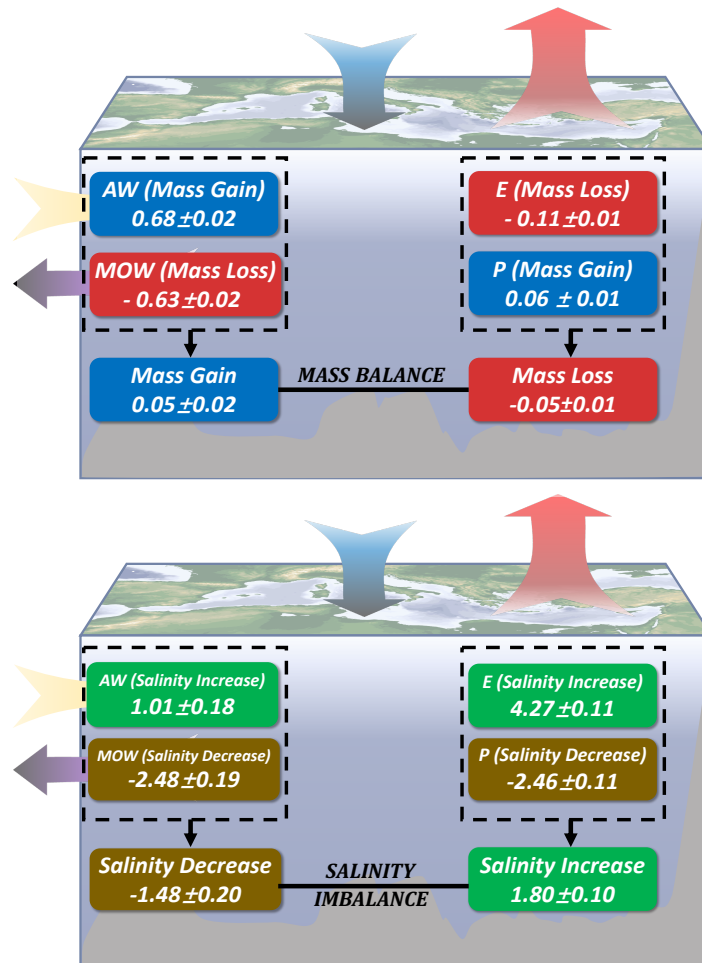 AW (Mass Gain)
0.68±0.02
E (Mass Loss)
- 0.11±0.01
MOW (Mass Loss)
- 0.63±0.02
P (Mass Gain)
0.06 ± 0.01
Mass Gain
0.05±0.02
MASS BALANCE
Mass Loss
-0.05±0.01
AW (Salinity Increase)
1.01±0.18
E (Salinity Increase)
4.27±0.11
MOW (Salinity Decrease)
-2.48±0.19
P (Salinity Decrease)
-2.46±0.11
Salinity Decrease
-1.48±0.20
SALINITY
IMBALANCE
Salinity Increase
1.80±0.10